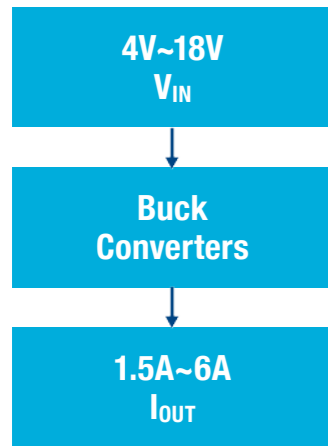 4V~18V
VIN
Buck
Converters
1.5A~6A
IOUT